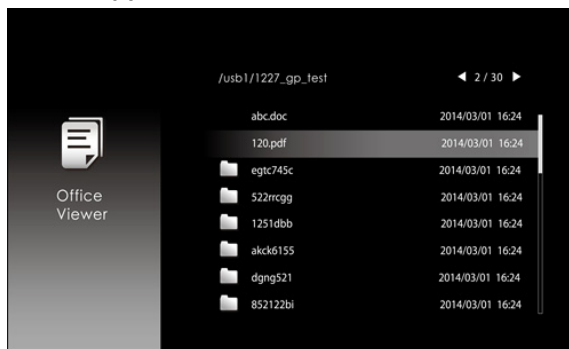 /usb1/1227_gp_test ◀ 2 / 30 ▶
abc.doc 2014/03/01 16:24
120.pdf 2014/03/01 16:24
egtc745c 2014/03/01 16:24
522rrcgg 2014/03/01 16:24
1251dbb 2014/03/01 16:24
akck6155 2014/03/01 16:24
dgng521 2014/03/01 16:24
852122bi 2014/03/01 16:24
Office
Viewer